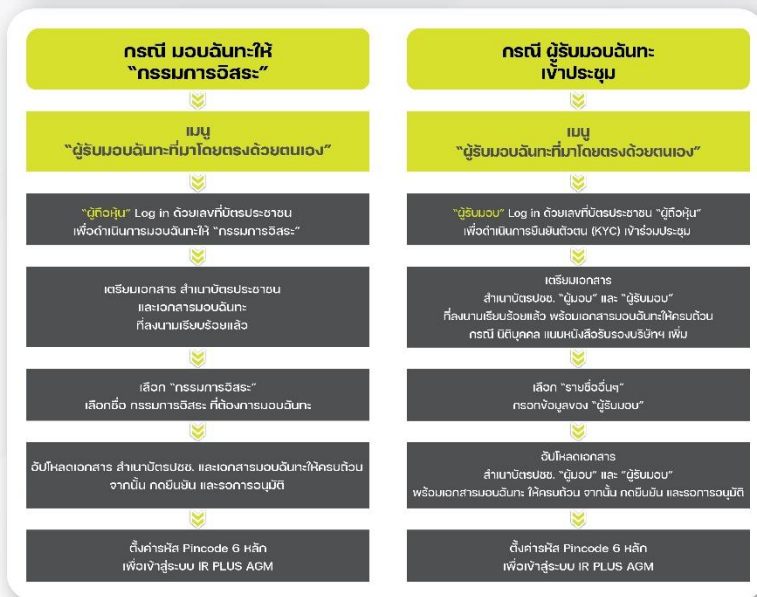 กรณี มอบฉันทะให้
“กรรมการอิสระ”
เมนู
“ผู้รับมอบฉันทะที่มาโดยตรงด้วยตนเอง”
“ผู้ถือหุ้น” Log in ด้วยเลขที่บัตรประชาชน
เพื่อดำเนินการมอบฉันทะให้ “กรรมการอิสระ”
เตรียมเอกสาร สำเนาบัตรประชาชน
และเอกสารมอบฉันทะ
ที่ลงนามเรียบร้อยแล้ว
เลือก “กรรมการอิสระ”
เลือกชื่อ กรรมการอิสระ ที่ต้องการมอบฉันทะ
อัปโหลดเอกสาร สำเนาบัตรปชช. และเอกสารมอบฉันทะให้ครบถ้วน
จากนั้น กดยืนยัน และรอการอนุมัติ
ตั้งค่ารหัส Pincode 6 หลัก
เพื่อเข้าสู่ระบบ IR PLUS AGM
กรณี ผู้รับมอบฉันทะ
เข้าประชุม
เมนู
“ผู้รับมอบฉันทะที่มาโดยตรงด้วยตนเอง”
“ผู้รับมอบ” Log in ด้วยเลขที่บัตรประชาชน “ผู้ถือหุ้น”
เพื่อดำเนินการยืนยันตัวตน (KYC) เข้าร่วมประชุม
เตรียมเอกสาร
สำเนาบัตรปชช. “ผู้มอบ” และ “ผู้รับมอบ”
ที่ลงนามเรียบร้อยแล้ว พร้อมเอกสารมอบฉันทะให้ครบถ้วน
กรณี นิติบุคคล แนบหนังสือรับรองบริษัทฯ เพิ่ม
เลือก “รายชื่ออื่นๆ”
กรอกข้อมูลของ “ผู้รับมอบ”
อัปโหลดเอกสาร
สำเนาบัตรปชช. “ผู้มอบ” และ “ผู้รับมอบ”
พร้อมเอกสารมอบฉันทะ ให้ครบถ้วน จากนั้น กดยืนยัน และรอการอนุมัติ
ตั้งค่ารหัส Pincode 6 หลัก
เพื่อเข้าสู่ระบบ IR PLUS AGM